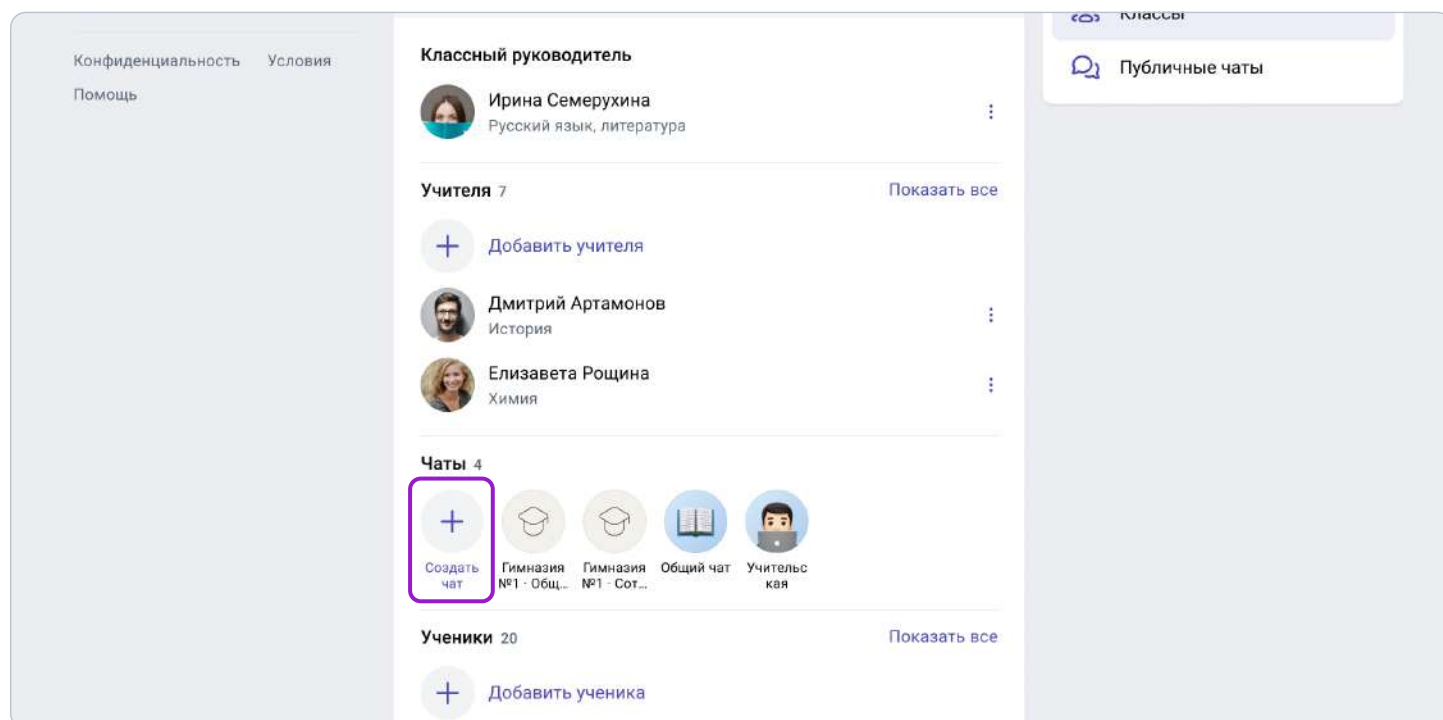 Конфиденциальность Условия
Помощь
Классный руководитель
Ирина Семерухина
Русский язык, литература
Учителя 7
Показать все
Добавить учителя
Дмитрий Артамонов
История
Елизавета Рощина
Химия
Чаты 4
Создать
чат
Гимназия
№1 - Общ...
Гимназия
№1 - Сот...
Общий чат
Учительс
кая
Ученики 20
Показать все
Добавить ученика
Классы
Публичные чаты